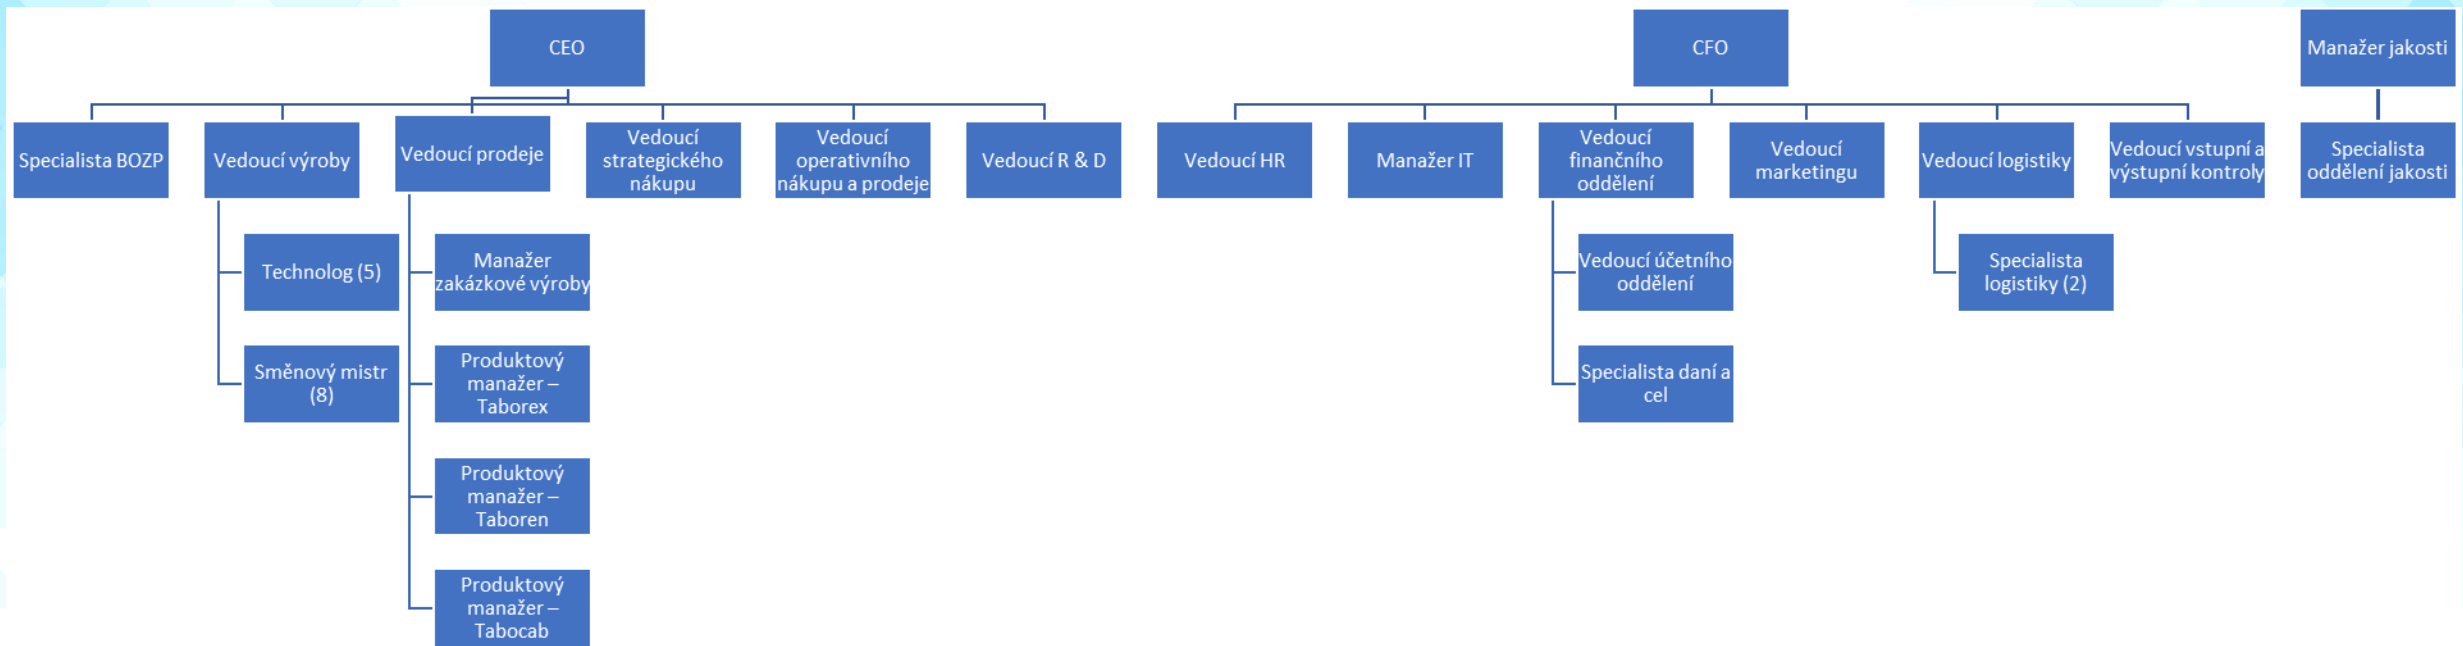 CEO
CFO
Manažer jakosti
Specialista BOZP
Vedoucí výroby
Vedoucí prodeje
Vedoucí
strategického
nákupu
Vedoucí
operativního
nákupu a prodeje
Vedoucí R & D
Vedoucí HR
Manažer IT
Vedoucí
finančního
oddělení
Vedoucí
marketingu
Vedoucí logistiky
Vedoucí vstupní a
výstupní kontroly
Specialista
oddělení jakosti
Technolog (5)
Manažer
zakázkové výroby
Vedoucí účetního
oddělení
Specialista
logistiky (2)
Směnový mistr
(8)
Produktový
manažer –
Taborex
Specialista daní a
cel
Produktový
manažer –
Taboren
Produktový
manažer –
Tabocab